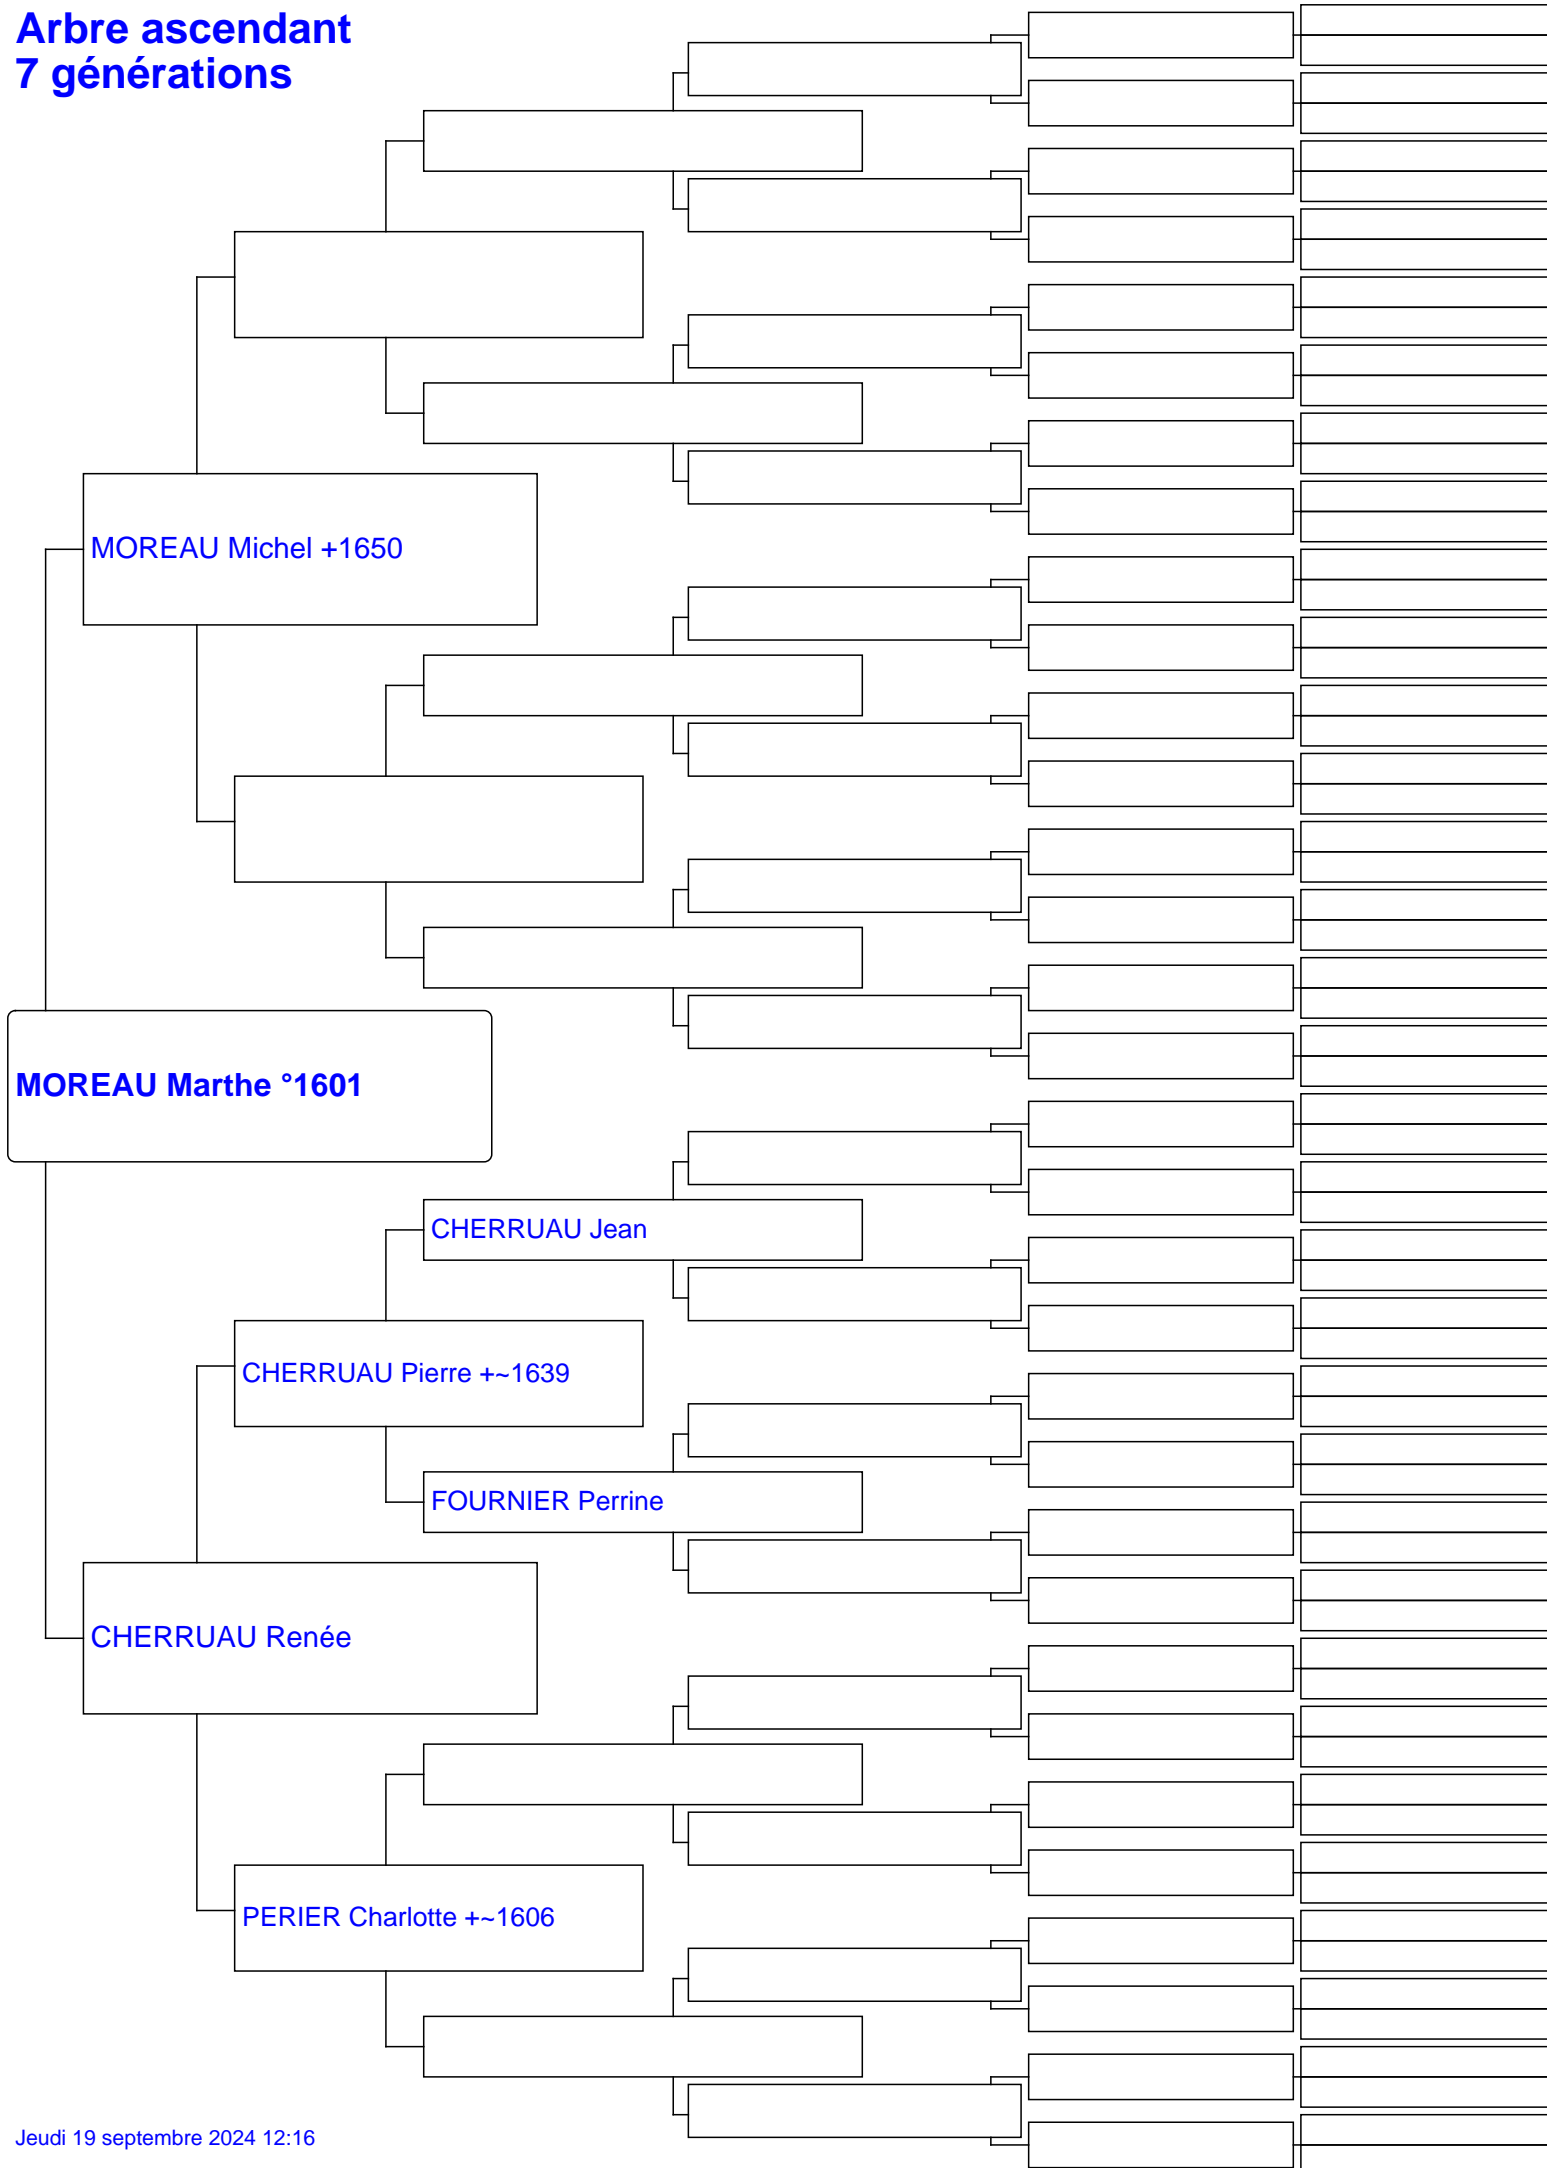 Arbre ascendant
7 générations
MOREAU Michel +1650
MOREAU Marthe °1601
CHERRUAU Jean
CHERRUAU Pierre +~1639
FOURNIER Perrine
CHERRUAU Renée
PERIER Charlotte +~1606
Jeudi 19 septembre 2024 12:16